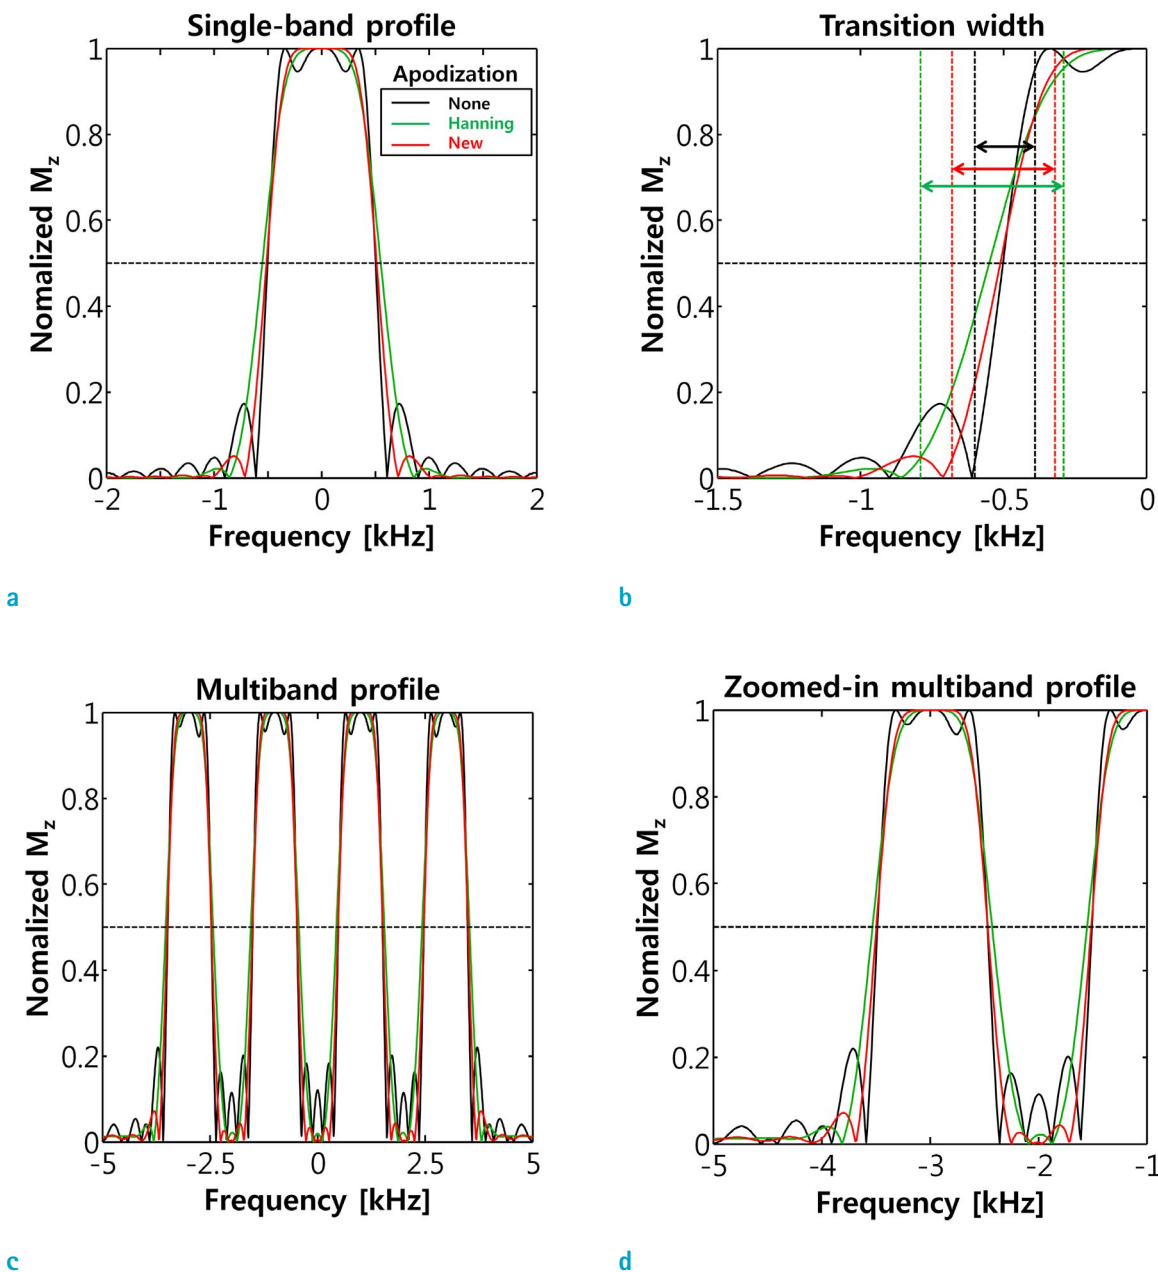 Single-band profile
Nomalized Mz
1
0.8
0.6
0.4
0.2
0
Apodization
None
Hanning
New
-2
-1
0
1
2
Frequency [kHz]
a
Transition width
Nomalized Mz
1
0.8
0.6
0.4
0.2
0
-1.5
-1
-0.5
0
Frequency [kHz]
b
Multiband profile
Nomalized Mz
1
0.8
0.6
0.4
0.2
0
-5
-2.5
0
2.5
5
Frequency [kHz]
c
Zoomed-in multiband profile
Nomalized Mz
1
0.8
0.6
0.4
0.2
0
-5
-4
-3
-2
-1
Frequency [kHz]
d